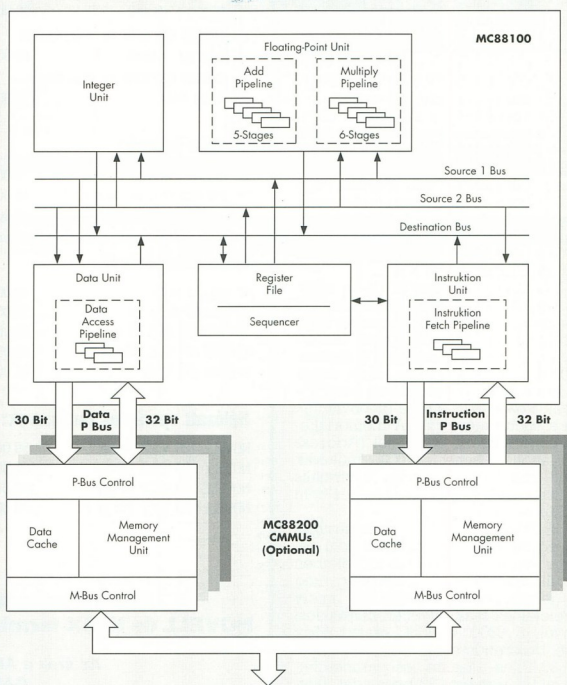 MC88100
Floating-Point Unit
Integer
Unit
Add
Pipeline
5-Stages
Multiply
Pipeline
6-Stages
Source 1 Bus
Source 2 Bus
Destination Bus
Data Unit
Data
Access
Pipeline
Register
File
Sequencer
Instruktion
Unit
Instruktion
Fetch Pipeline
30 Bit
Data
P Bus
32 Bit
30 Bit
Instruction
P Bus
32 Bit
P-Bus Control
Data
Cache
Memory
Management
Unit
M-Bus Control
MC88200
CMMUs
(Optional)
P-Bus Control
Data
Cache
Memory
Management
Unit
M-Bus Control